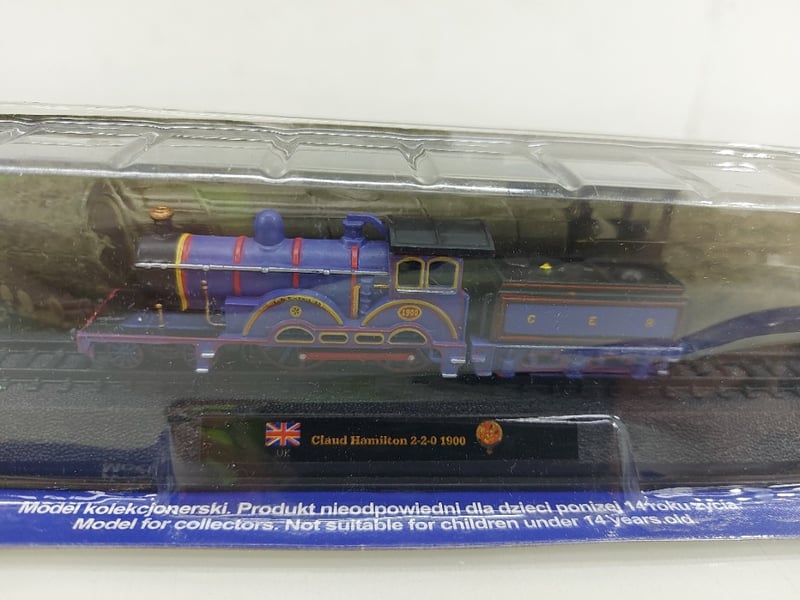 1900
G E R
UK
Claud Hamilton 2-2-0 1900
Model kolekcjonerski. Produkt nieodpowiedni dla dzieci poniżej 14 roku życia.
Model for collectors. Not suitable for children under 14 years old.